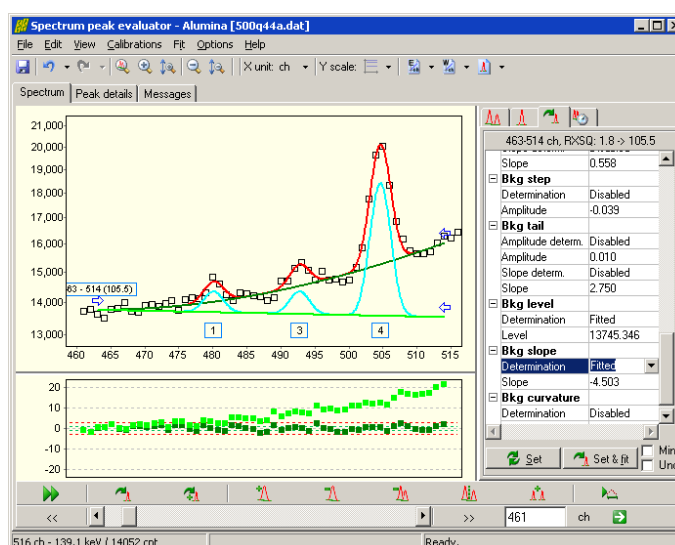 Spectrum peak evaluator - Alumina [500q44a.dat]
File Edit View Calibrations Fit Options Help
X unit: ch Y scale:
Spectrum Peak details Messages
21,000
20,000
19,000
18,000
17,000
16,000
15,000
14,000
13,000
63 - 514 (105.5)
1 3 4
460 465 470 475 480 485 490 495 500 505 510 515
20
10
0
-10
-20
463-514 ch, RXSQ: 1.8 -> 105.5
Slope determ. Disabled
Slope 0.558
Bkg step
Determination Disabled
Amplitude -0.039
Bkg tail
Amplitude determ. Disabled
Amplitude 0.010
Slope determ. Disabled
Slope 2.750
Bkg level
Determination Fitted
Level 13745.346
Bkg slope
Determination Fitted
Slope -4.503
Bkg curvature
Determination Disabled
Set Set & fit Min
Und
<< >> 461 ch
516 ch - 139.1 keV ( 14052 cnt Ready.